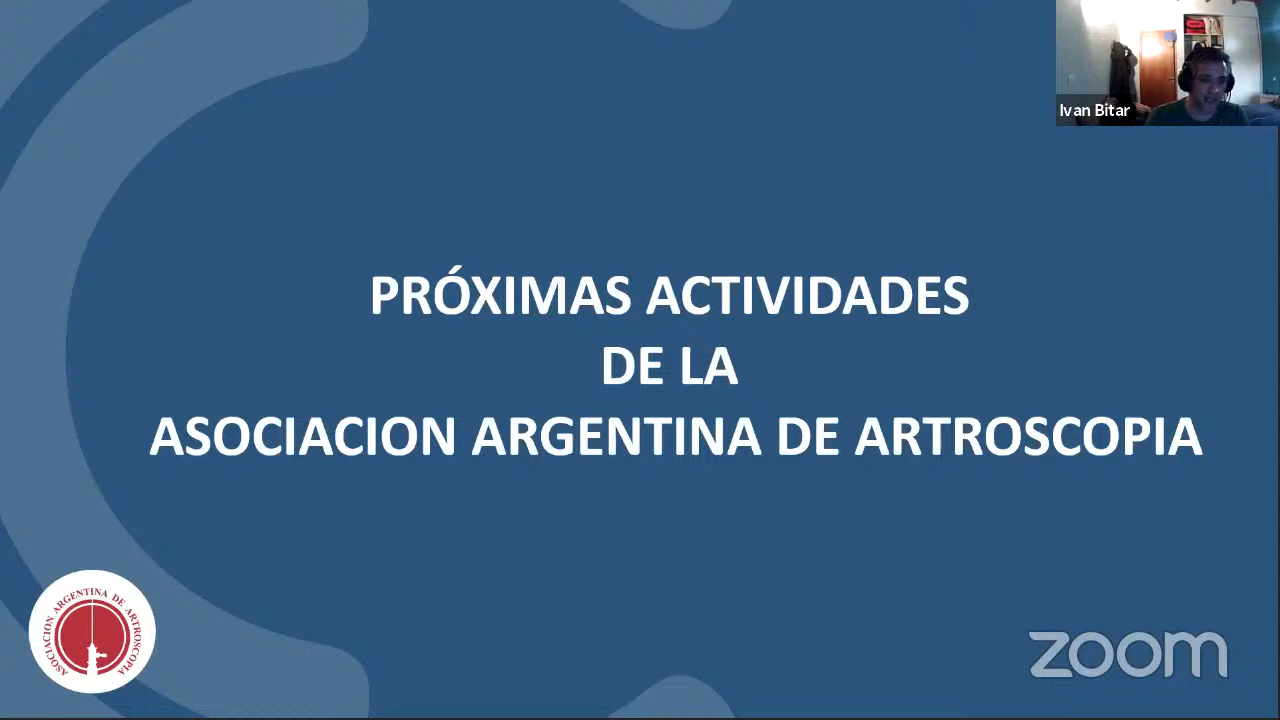 Ivan Bitar
PRÓXIMAS ACTIVIDADES
DE LA
ASOCIACION ARGENTINA DE ARTROSCOPIA
ASOCIACION ARGENTINA DE ARTROSCOPIA
zoom